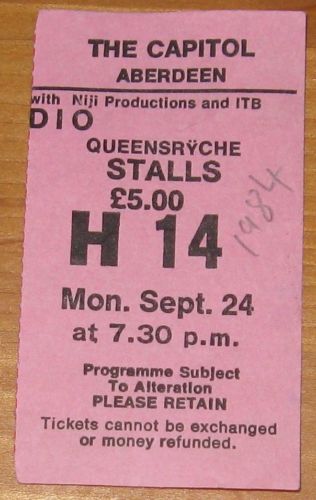 THE CAPITOL
ABERDEEN
with Niji Productions and ITB
DIO
QUEENSRŸCHE
STALLS
£5.00
H 14
1984
Mon. Sept. 24
at 7.30 p.m.
Programme Subject
To Alteration
PLEASE RETAIN
Tickets cannot be exchanged
or money refunded.